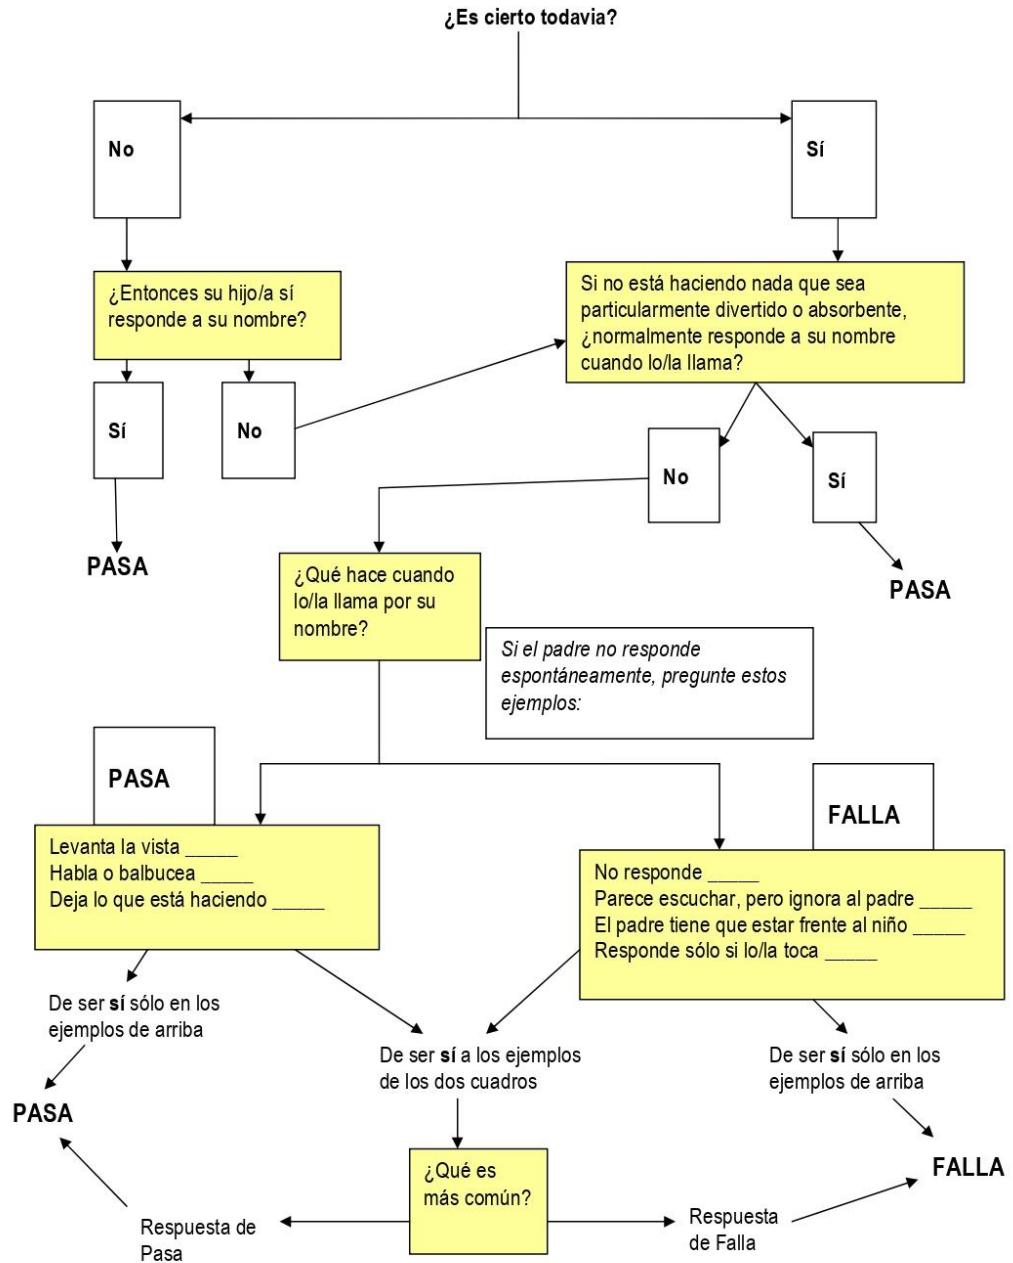 ¿Es cierto todavia?
No
Sí
¿Entonces su hijo/a sí
responde a su nombre?
Si no está haciendo nada que sea
particularmente divertido o absorbente,
¿normalmente responde a su nombre
cuando lo/la llama?
Sí
No
No
Sí
PASA
PASA
¿Qué hace cuando
lo/la llama por su
nombre?
Si el padre no responde
espontáneamente, pregunte estos
ejemplos:
PASA
FALLA
Levanta la vista _____
Habla o balbucea _____
Deja lo que está haciendo _____
No responde _____
Parece escuchar, pero ignora al padre _____
El padre tiene que estar frente al niño _____
Responde sólo si lo/la toca _____
De ser sí sólo en los
ejemplos de arriba
De ser sí a los ejemplos
de los dos cuadros
De ser sí sólo en los
ejemplos de arriba
PASA
FALLA
¿Qué es
más común?
Respuesta de
Pasa
Respuesta
de Falla